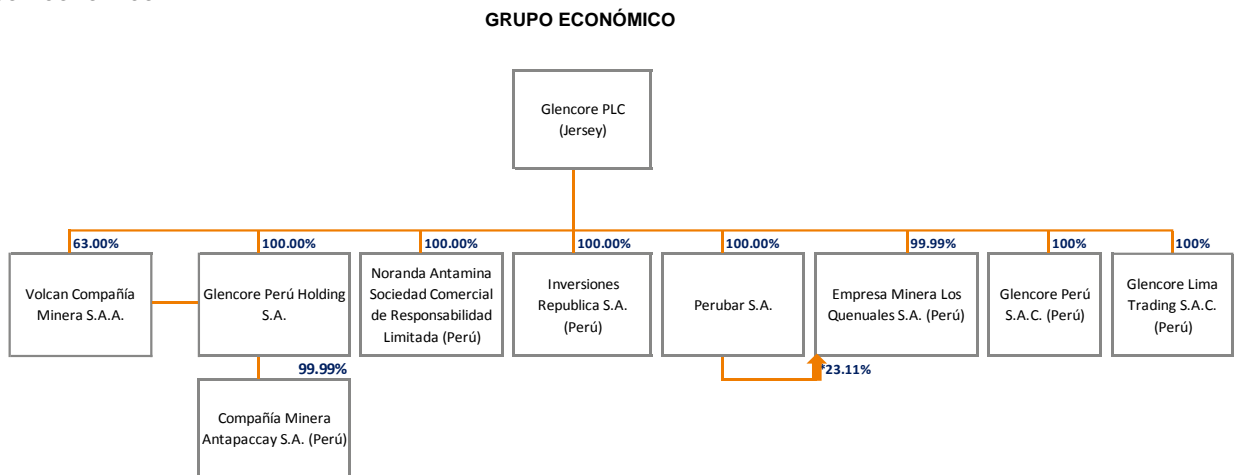 GRUPO ECONÓMICO
Glencore PLC
(Jersey)
63.00%
100.00%
100.00%
100.00%
100.00%
99.99%
100%
100%
Volcan Compañía
Minera S.A.A.
Glencore Perú Holding
S.A.
Noranda Antamina
Sociedad Comercial
de Responsabilidad
Limitada (Perú)
Inversiones
Republica S.A.
(Perú)
Perubar S.A.
Empresa Minera Los
Quenuales S.A. (Perú)
Glencore Perú
S.A.C. (Perú)
Glencore Lima
Trading S.A.C.
(Perú)
99.99%
*23.11%
Compañía Minera
Antapaccay S.A. (Perú)